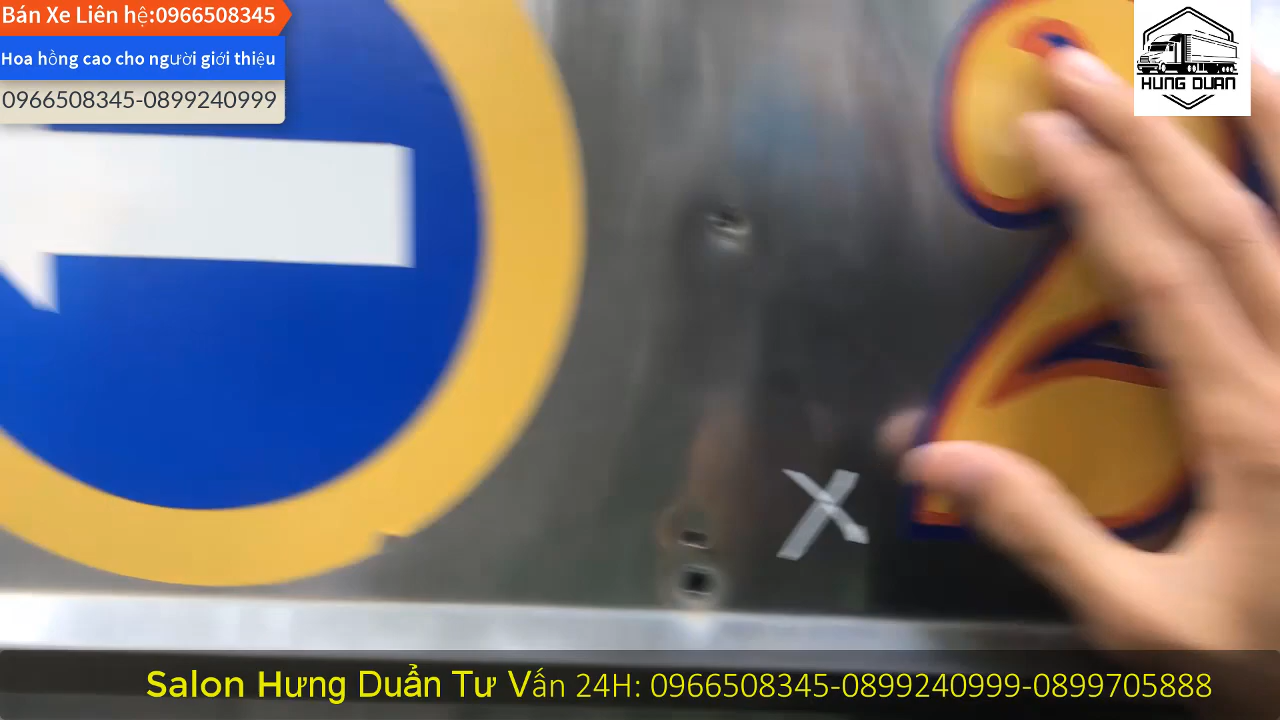 Bán Xe Liên hệ:0966508345
Hoa hồng cao cho người giới thiệu
0966508345-0899240999
HUNG DUAN
2
X
Salon Hưng Duẩn Tư Vấn 24H: 0966508345-0899240999-0899705888